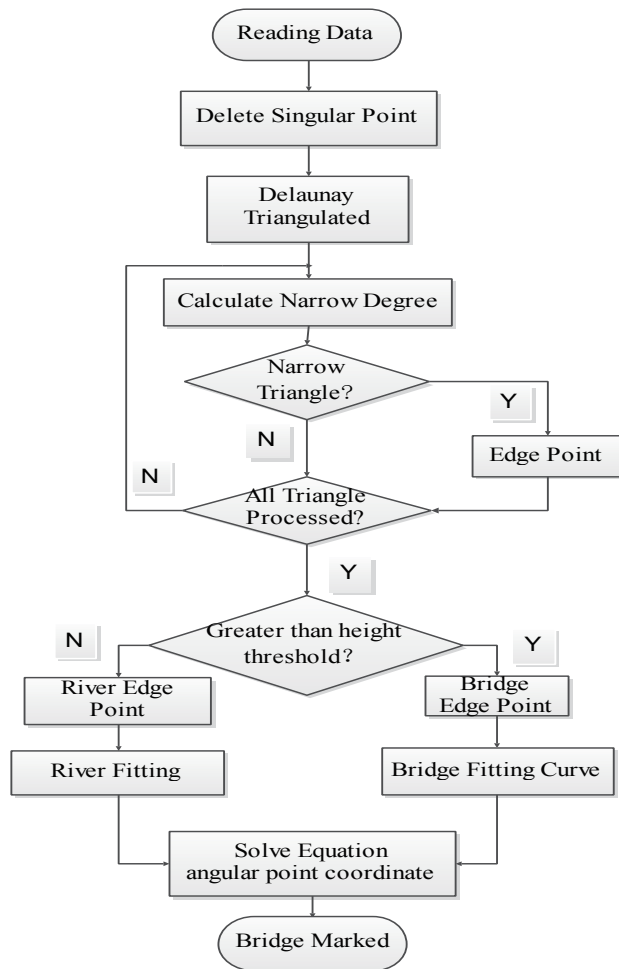 Reading Data
Delete Singular Point
Delaunay
Triangulated
Calculate Narrow Degree
Narrow
Triangle?
Y
N
Edge Point
N
All Triangle
Processed?
Y
Greater than height
threshold?
N
Y
River Edge
Point
Bridge
Edge Point
River Fitting
Bridge Fitting Curve
Solve Equation
angular point coordinate
Bridge Marked